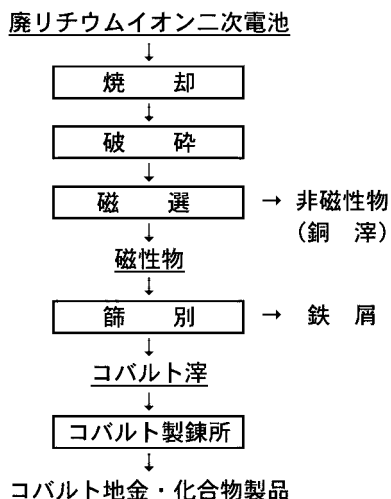 廃リチウムイオン二次電池
↓
焼 却
↓
破 砕
↓
磁 選 → 非磁性物
↓ (銅 滓)
磁性物
↓
篩 別 → 鉄 屑
↓
コバルト滓
↓
コバルト製錬所
↓
コバルト地金・化合物製品